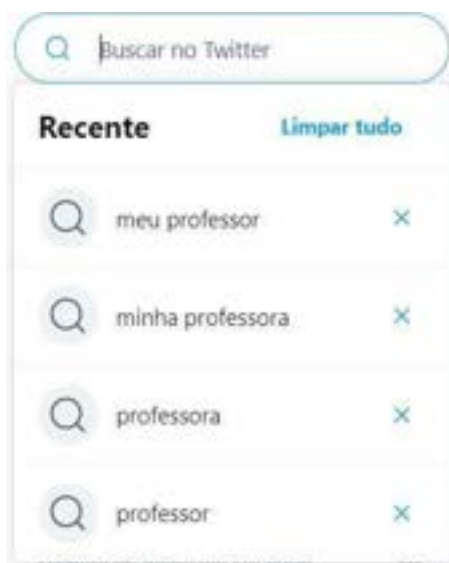 Buscar no Twitter
Recente Limpar tudo
meu professor
minha professora
professora
professor